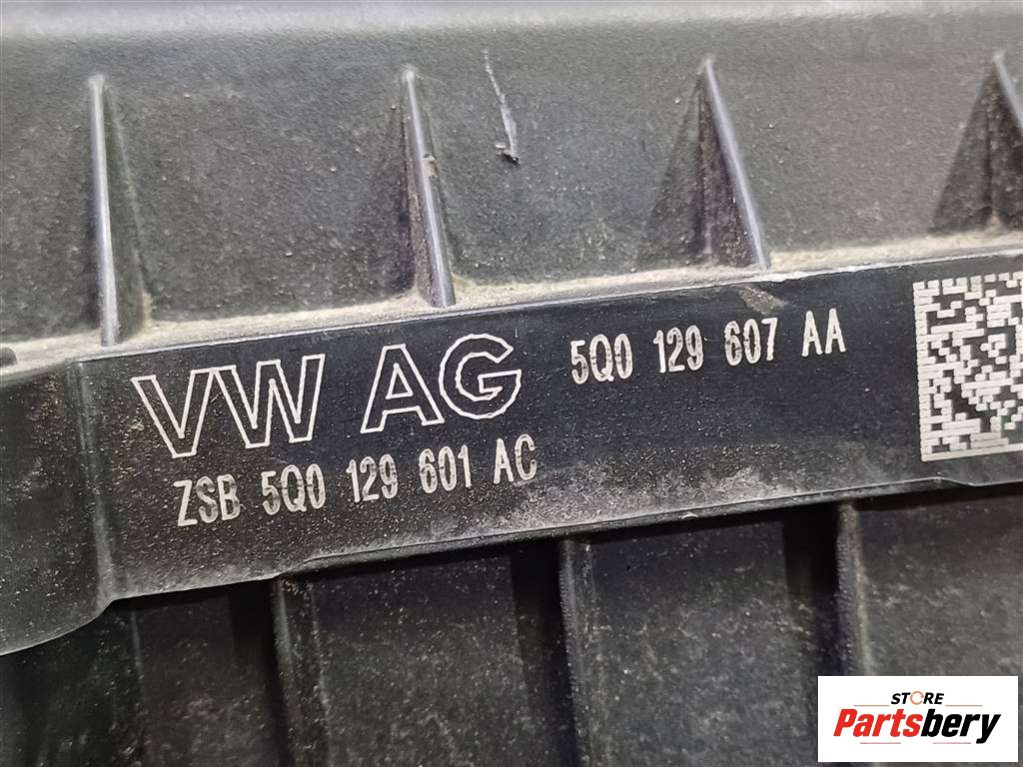 VW AG 5Q0 129 607 AA
ZSB 5Q0 129 601 AC
STORE
Partsbery